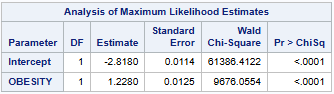 Analysis of Maximum Likelihood Estimates
Parameter DF Estimate Standard Error Wald Chi-Square Pr > ChiSq
Intercept 1 -2.8180 0.0114 61386.4122 <.0001
OBESITY 1 1.2280 0.0125 9676.0554 <.0001